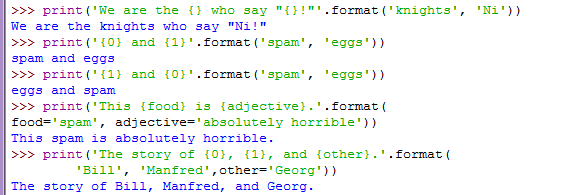 >>> print('We are the {} who say "{}!"'.format('knights', 'Ni'))
We are the knights who say "Ni!"
>>> print('{0} and {1}'.format('spam', 'eggs'))
spam and eggs
>>> print('{1} and {0}'.format('spam', 'eggs'))
eggs and spam
>>> print('This {food} is {adjective}.'.format(
food='spam', adjective='absolutely horrible'))
This spam is absolutely horrible.
>>> print('The story of {0}, {1}, and {other}.'.format(
'Bill', 'Manfred',other='Georg'))
The story of Bill, Manfred, and Georg.